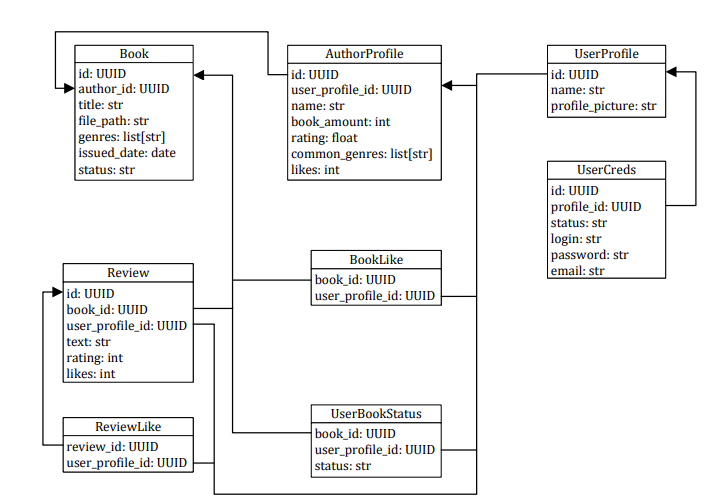 Book
id: UUID
author_id: UUID
title: str
file_path: str
genres: list[str]
issued_date: date
status: str
AuthorProfile
id: UUID
user_profile_id: UUID
name: str
book_amount: int
rating: float
common_genres: list[str]
likes: int
UserProfile
id: UUID
name: str
profile_picture: str
UserCreds
id: UUID
profile_id: UUID
status: str
login: str
password: str
email: str
Review
id: UUID
book_id: UUID
user_profile_id: UUID
text: str
rating: int
likes: int
BookLike
book_id: UUID
user_profile_id: UUID
ReviewLike
review_id: UUID
user_profile_id: UUID
UserBookStatus
book_id: UUID
user_profile_id: UUID
status: str